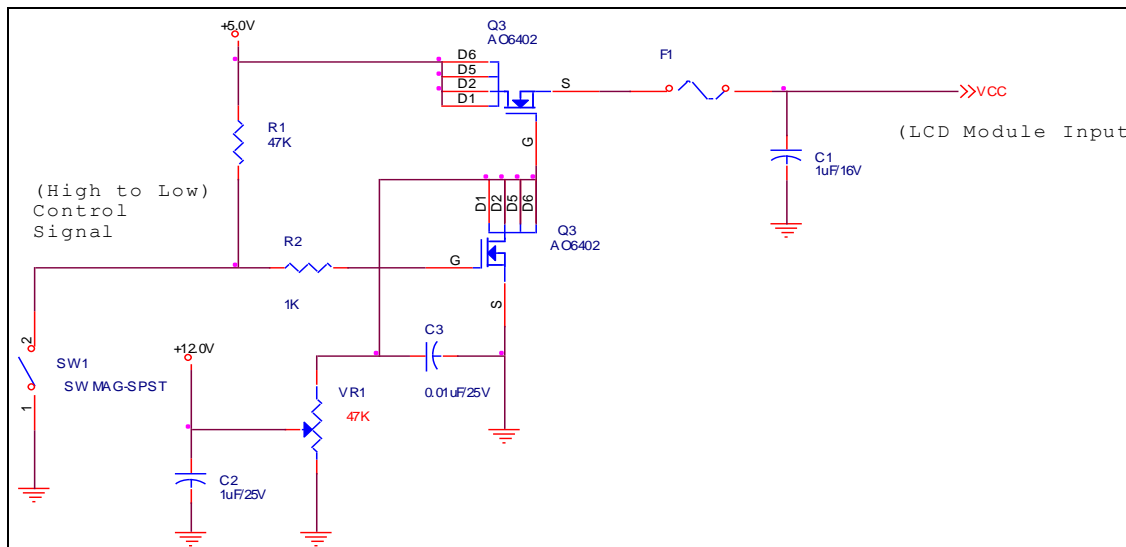 +5.0V
Q3
AO6402
D6
D5
D2
D1
S
G
F1
VCC
(LCD Module Input
C1
1uF/16V
R1
47K
(High to Low)
Control
Signal
R2
1K
G
D1
D2
D5
D6
Q3
AO6402
S
2
SW1
SW MAG-SPST
1
+12.0V
C3
0.01uF/25V
VR1
47K
C2
1uF/25V